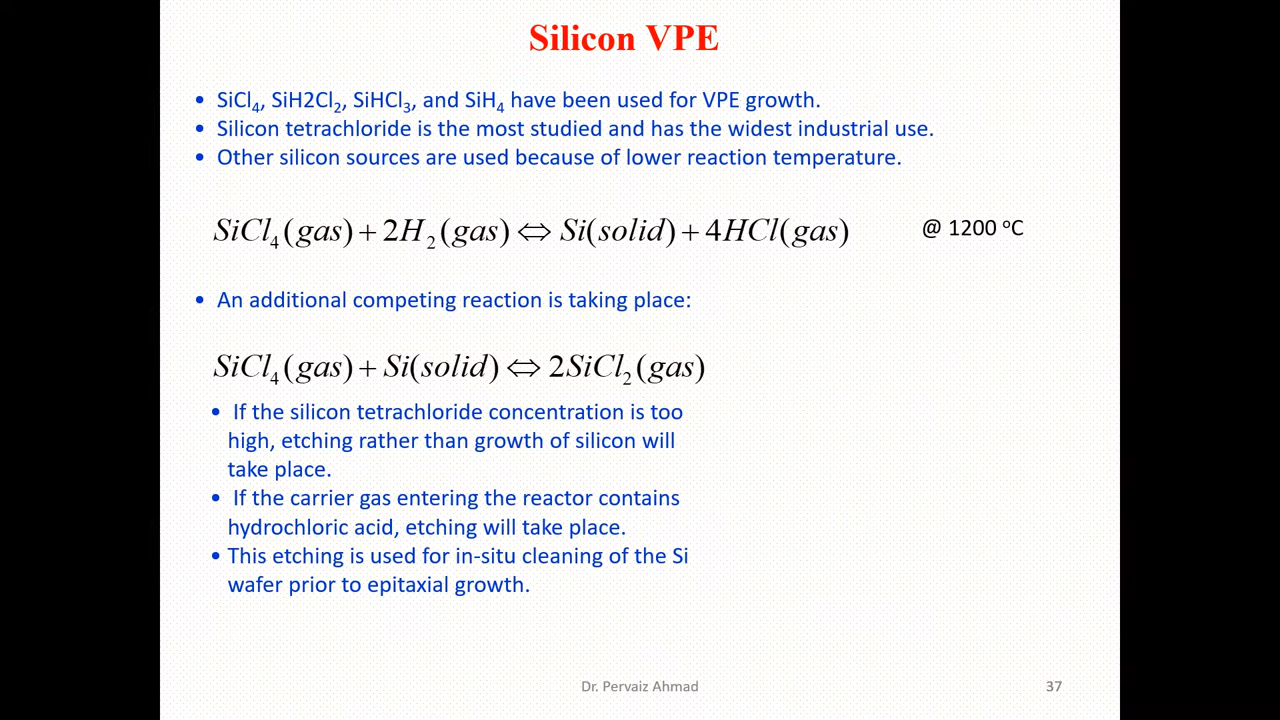 Silicon VPE
• SiCl₄, SiH2Cl₂, SiHCl₃, and SiH₄ have been used for VPE growth.
• Silicon tetrachloride is the most studied and has the widest industrial use.
• Other silicon sources are used because of lower reaction temperature.
SiCl₄(gas) + 2H₂(gas) ⇔ Si(solid) + 4HCl(gas) @ 1200 ᵒC
• An additional competing reaction is taking place:
SiCl₄(gas) + Si(solid) ⇔ 2SiCl₂(gas)
• If the silicon tetrachloride concentration is too
high, etching rather than growth of silicon will
take place.
• If the carrier gas entering the reactor contains
hydrochloric acid, etching will take place.
• This etching is used for in-situ cleaning of the Si
wafer prior to epitaxial growth.
Dr. Pervaiz Ahmad 37